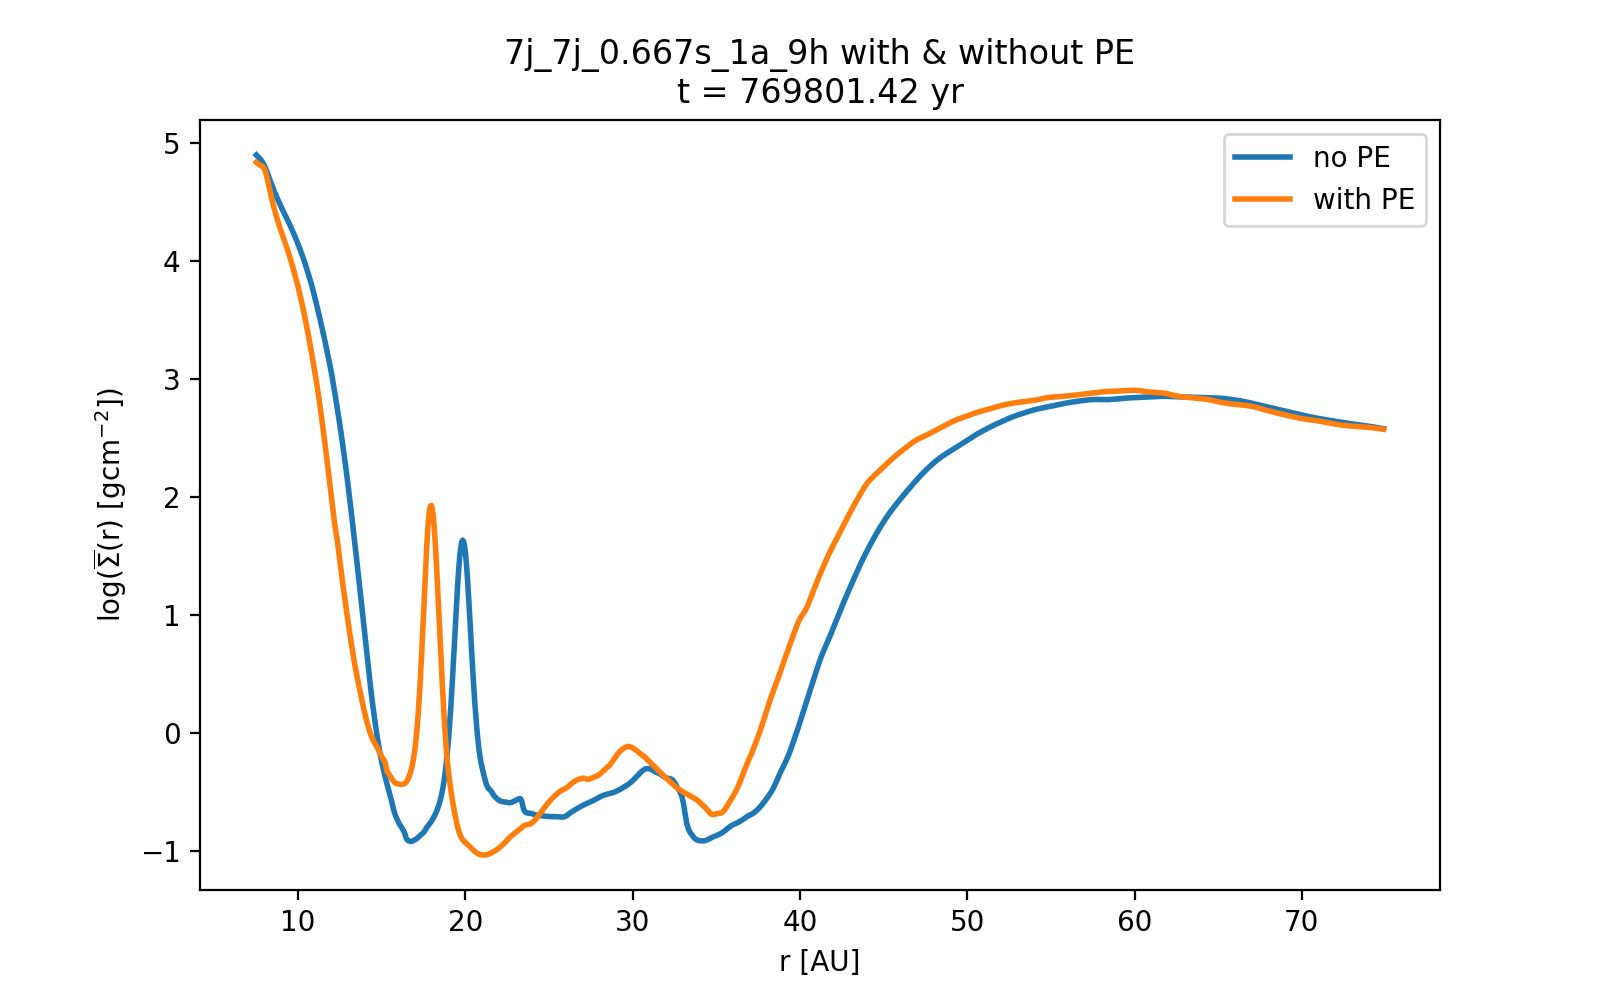 7j_7j_0.667s_1a_9h with & without PE
t = 769801.42 yr
no PE
with PE
5
4
3
2
1
0
−1
log(Σ̅(r) [gcm⁻²])
10 20 30 40 50 60 70
r [AU]